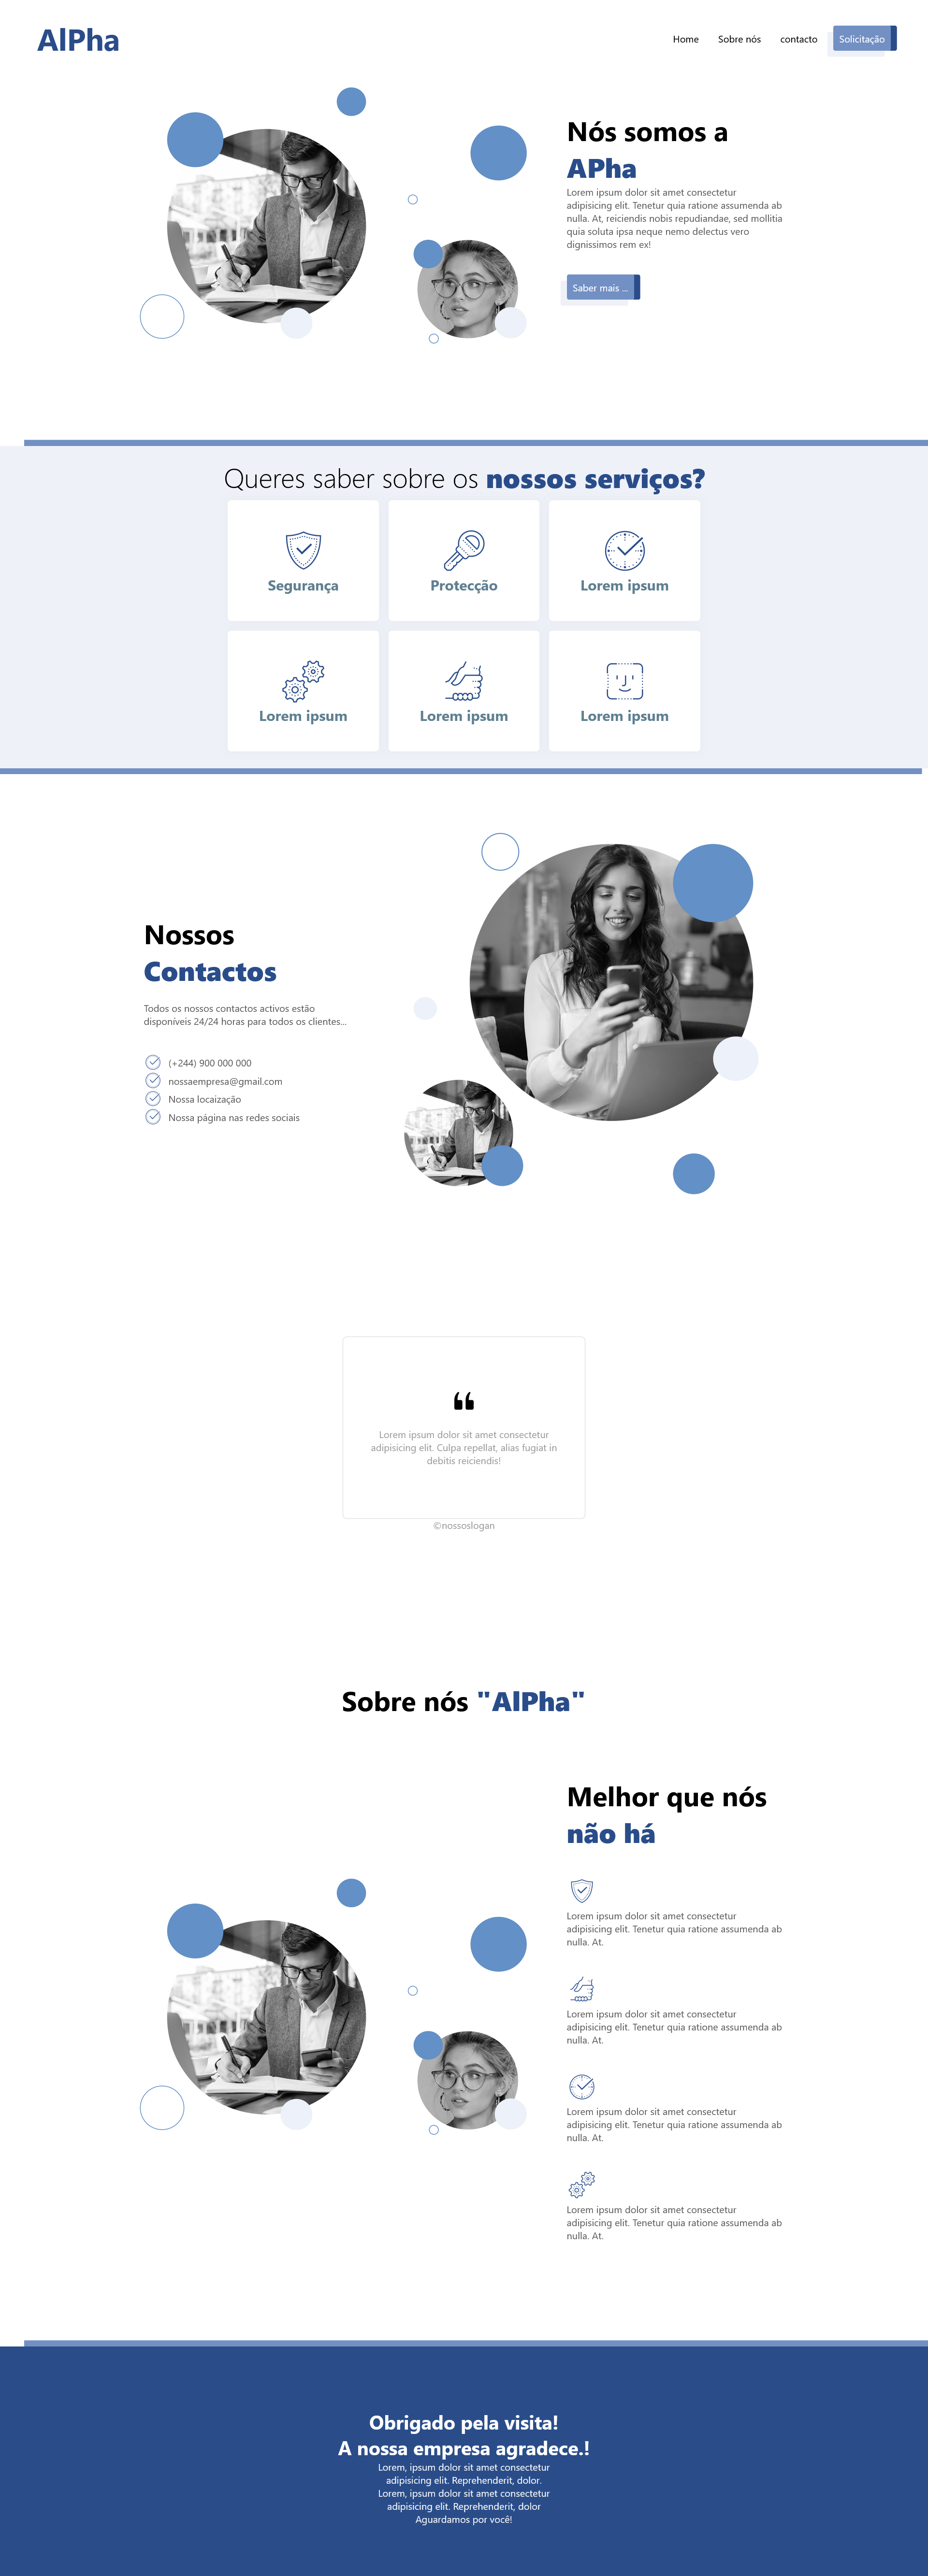 AlPha
Home Sobre nós contacto Solicitação
Nós somos a
APha
Lorem ipsum dolor sit amet consectetur
adipisicing elit. Tenetur quia ratione assumenda ab
nulla. At, reiciendis nobis repudiandae, sed mollitia
quia soluta ipsa neque nemo delectus vero
dignissimos rem ex!
Saber mais ...
Queres saber sobre os nossos serviços?
Segurança
Protecção
Lorem ipsum
Lorem ipsum
Lorem ipsum
Lorem ipsum
Nossos
Contactos
Todos os nossos contactos activos estão
disponíveis 24/24 horas para todos os clientes...
(+244) 900 000 000
nossaempresa@gmail.com
Nossa locaização
Nossa página nas redes sociais
❝
Lorem ipsum dolor sit amet consectetur
adipisicing elit. Culpa repellat, alias fugiat in
debitis reiciendis!
©nossoslogan
Sobre nós "AlPha"
Melhor que nós
não há
Lorem ipsum dolor sit amet consectetur
adipisicing elit. Tenetur quia ratione assumenda ab
nulla. At.
Lorem ipsum dolor sit amet consectetur
adipisicing elit. Tenetur quia ratione assumenda ab
nulla. At.
Lorem ipsum dolor sit amet consectetur
adipisicing elit. Tenetur quia ratione assumenda ab
nulla. At.
Lorem ipsum dolor sit amet consectetur
adipisicing elit. Tenetur quia ratione assumenda ab
nulla. At.
Obrigado pela visita!
A nossa empresa agradece.!
Lorem, ipsum dolor sit amet consectetur
adipisicing elit. Reprehenderit, dolor.
Lorem, ipsum dolor sit amet consectetur
adipisicing elit. Reprehenderit, dolor
Aguardamos por você!